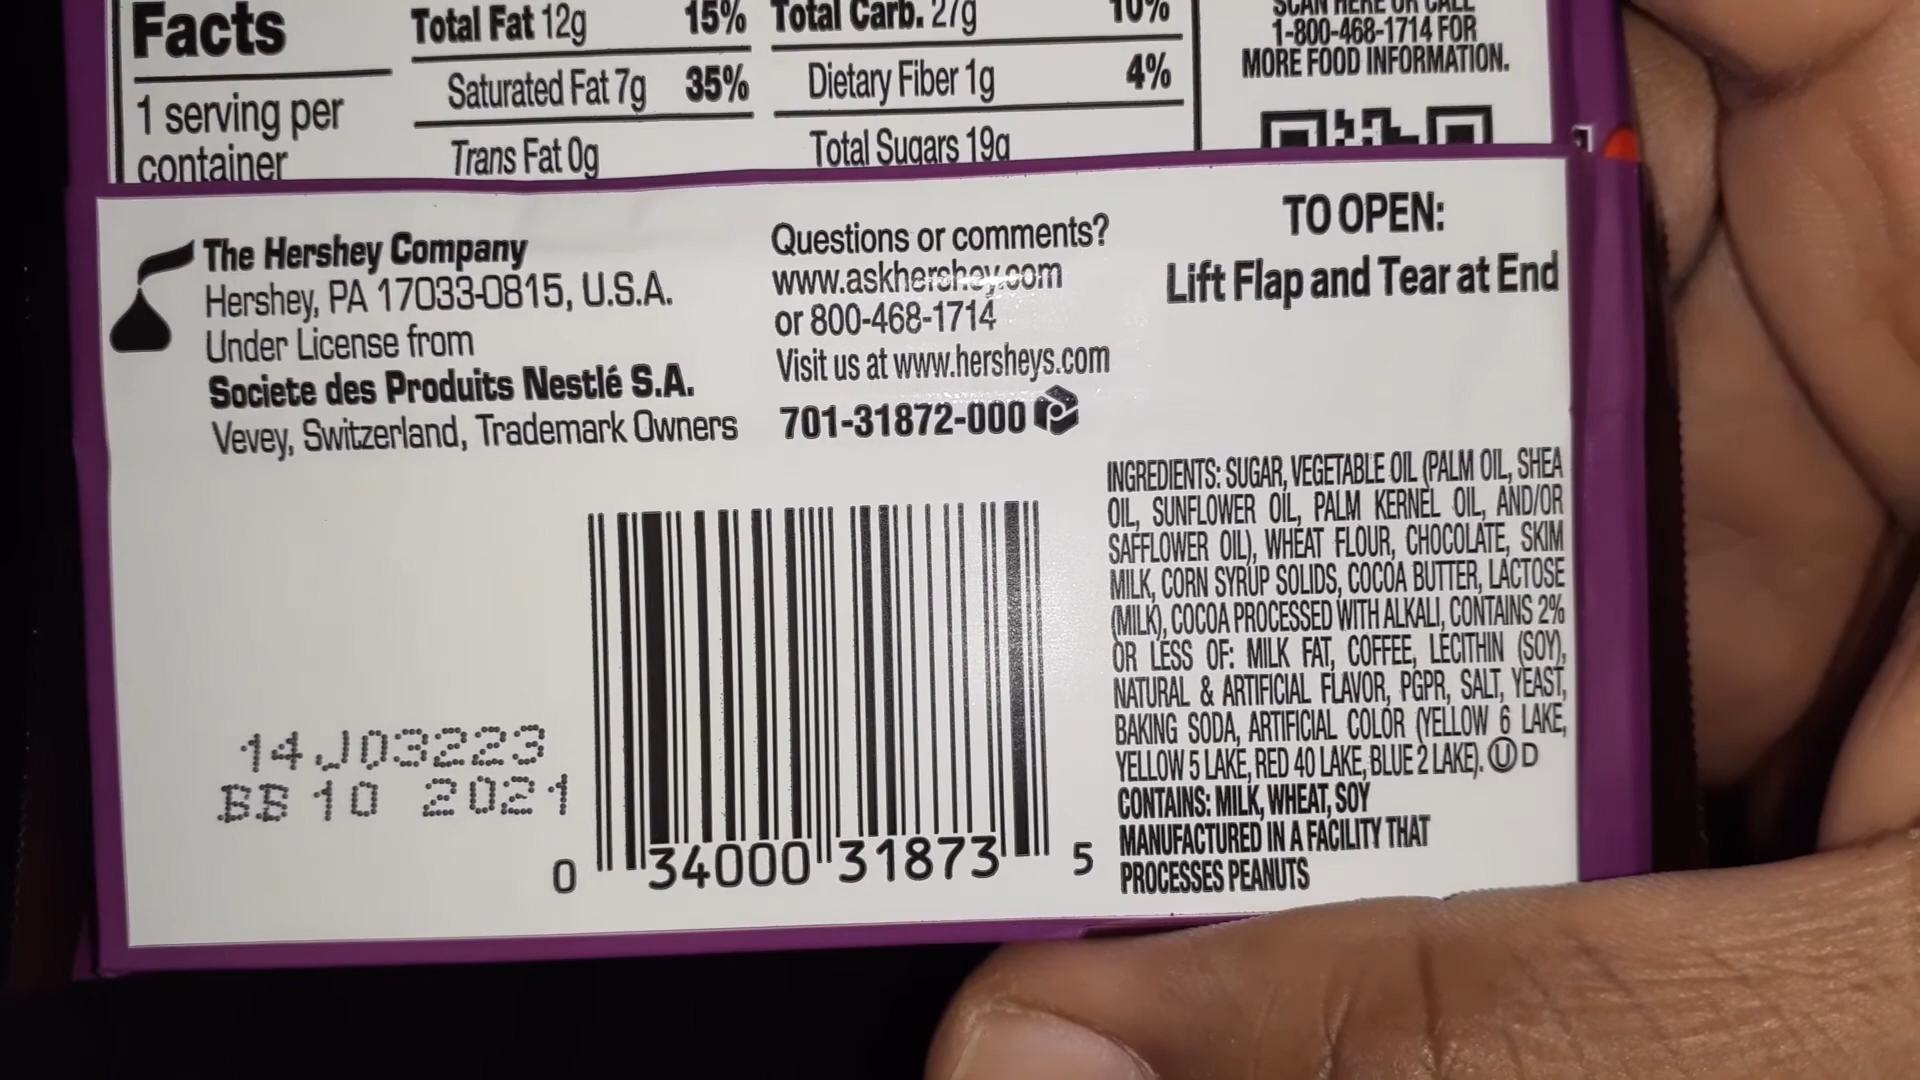 Facts
1 serving per
container
Total Fat 12g 15%
Saturated Fat 7g 35%
Trans Fat 0g
Total Carb. 27g 10%
Dietary Fiber 1g 4%
Total Sugars 19g
SCAN HERE OR CALL
1-800-468-1714 FOR
MORE FOOD INFORMATION.
The Hershey Company
Hershey, PA 17033-0815, U.S.A.
Under License from
Societe des Produits Nestlé S.A.
Vevey, Switzerland, Trademark Owners
Questions or comments?
www.askhershey.com
or 800-468-1714
Visit us at www.hersheys.com
701-31872-000
TO OPEN:
Lift Flap and Tear at End
INGREDIENTS: SUGAR, VEGETABLE OIL (PALM OIL, SHEA
OIL, SUNFLOWER OIL, PALM KERNEL OIL, AND/OR
SAFFLOWER OIL), WHEAT FLOUR, CHOCOLATE, SKIM
MILK, CORN SYRUP SOLIDS, COCOA BUTTER, LACTOSE
(MILK), COCOA PROCESSED WITH ALKALI, CONTAINS 2%
OR LESS OF: MILK FAT, COFFEE, LECITHIN (SOY),
NATURAL & ARTIFICIAL FLAVOR, PGPR, SALT, YEAST,
BAKING SODA, ARTIFICIAL COLOR (YELLOW 6 LAKE,
YELLOW 5 LAKE, RED 40 LAKE, BLUE 2 LAKE). Ⓤ D
CONTAINS: MILK, WHEAT, SOY
MANUFACTURED IN A FACILITY THAT
PROCESSES PEANUTS
14J03223
BB 10 2021
0 34000 31873 5